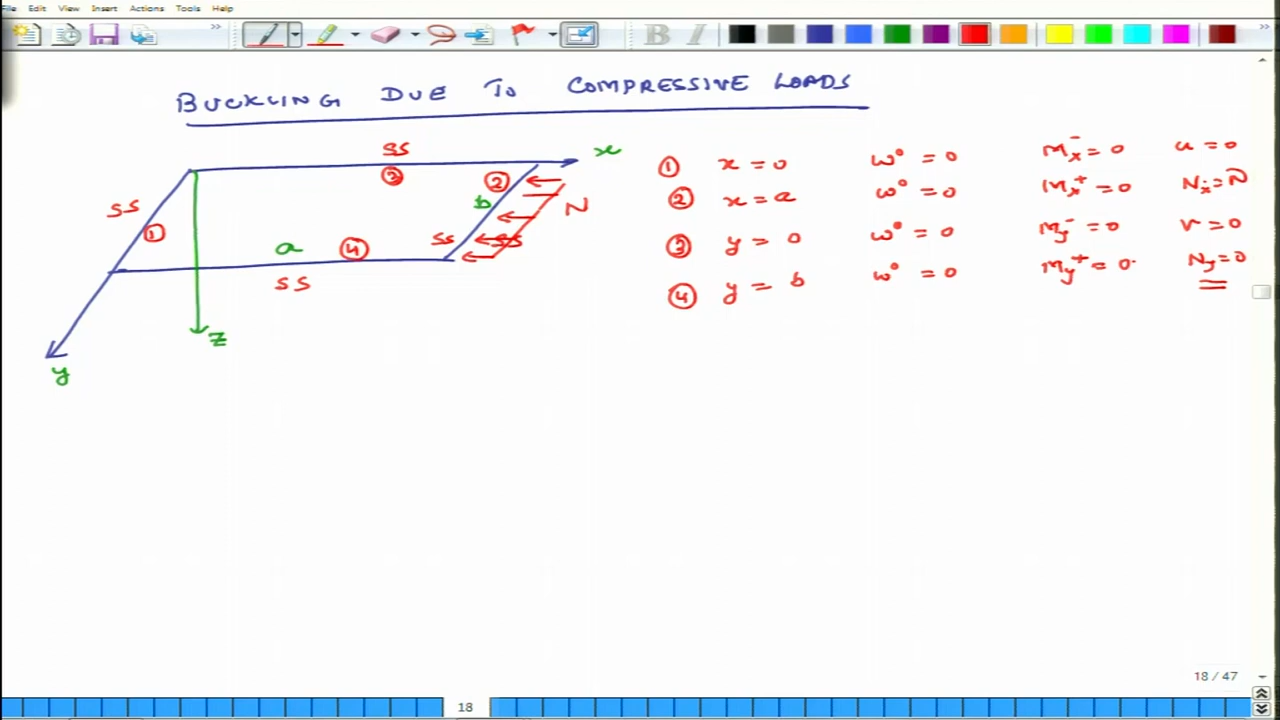 File Edit View Insert Actions Tools Help
B I
BUCKLING DUE TO COMPRESSIVE LOADS
SS
x
②
②
SS
b
N
①
a
④
SS
SS
SS
z
y
① x = 0 w° = 0 Mx⁻ = 0 u = 0
② x = a w° = 0 Mx⁺ = 0 Nx = N̄
③ y = 0 w° = 0 My⁻ = 0 v = 0
④ y = b w° = 0 My⁺ = 0 Ny = 0
18 / 47
18